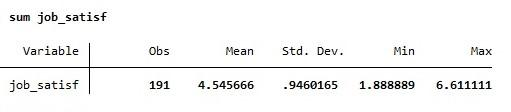 sum job_satisf
Variable Obs Mean Std. Dev. Min Max
job_satisf 191 4.545666 .9460165 1.888889 6.611111